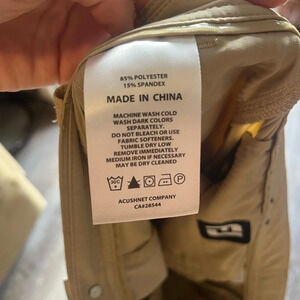 85% POLYESTER
15% SPANDEX
MADE IN CHINA
MACHINE WASH COLD
WASH DARK COLORS
SEPARATELY.
DO NOT BLEACH OR USE
FABRIC SOFTENERS.
TUMBLE DRY LOW
REMOVE IMMEDIATELY
MEDIUM IRON IF NECESSARY
MAY BE DRY CLEANED
ACUSHNET COMPANY
CA#28544